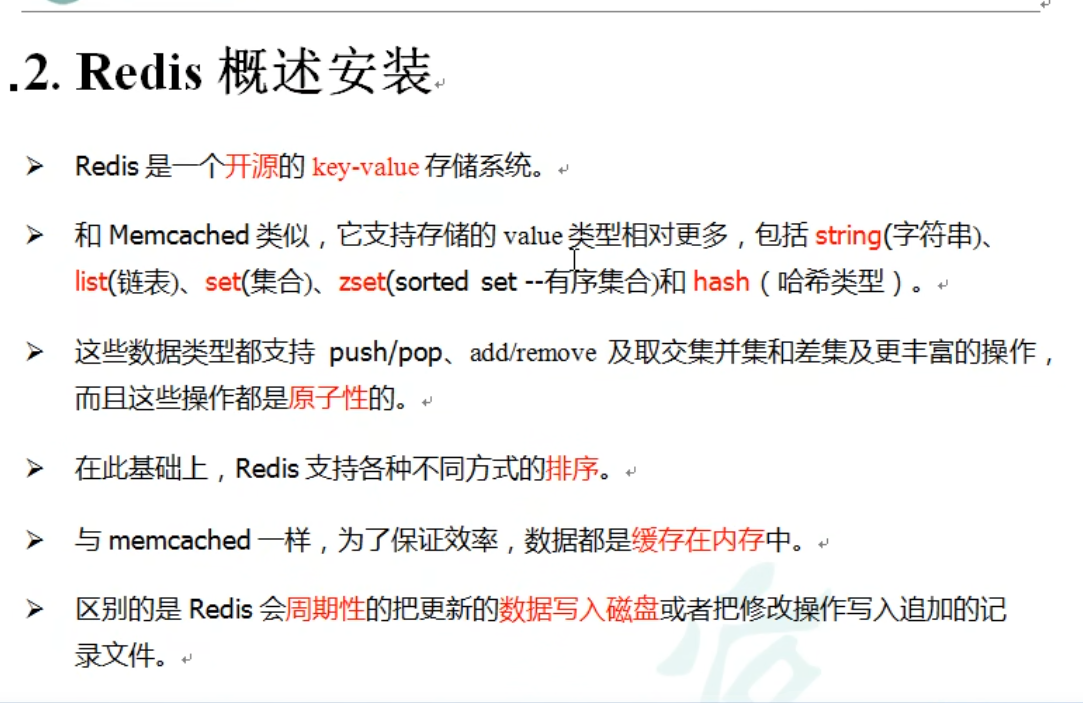 .2. Redis 概述安装
➢ Redis 是一个开源的 key-value 存储系统。
➢ 和 Memcached 类似，它支持存储的 value 类型相对更多，包括 string(字符串)、
list(链表)、set(集合)、zset(sorted set --有序集合)和 hash（哈希类型）。
➢ 这些数据类型都支持 push/pop、add/remove 及取交集并集和差集及更丰富的操作，
而且这些操作都是原子性的。
➢ 在此基础上，Redis 支持各种不同方式的排序。
➢ 与 memcached 一样，为了保证效率，数据都是缓存在内存中。
➢ 区别的是 Redis 会周期性的把更新的数据写入磁盘或者把修改操作写入追加的记
录文件。